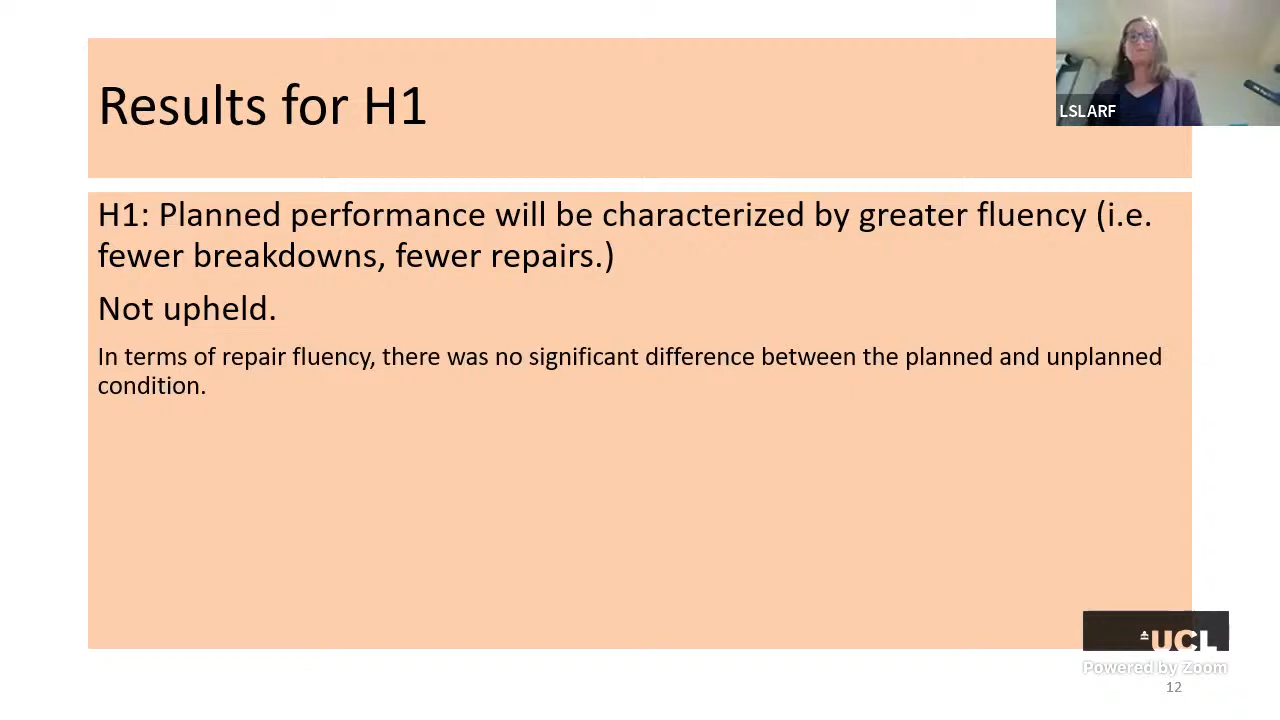 Results for H1
LSLARF
H1: Planned performance will be characterized by greater fluency (i.e.
fewer breakdowns, fewer repairs.)
Not upheld.
In terms of repair fluency, there was no significant difference between the planned and unplanned
condition.
UCL
Powered by Zoom
12